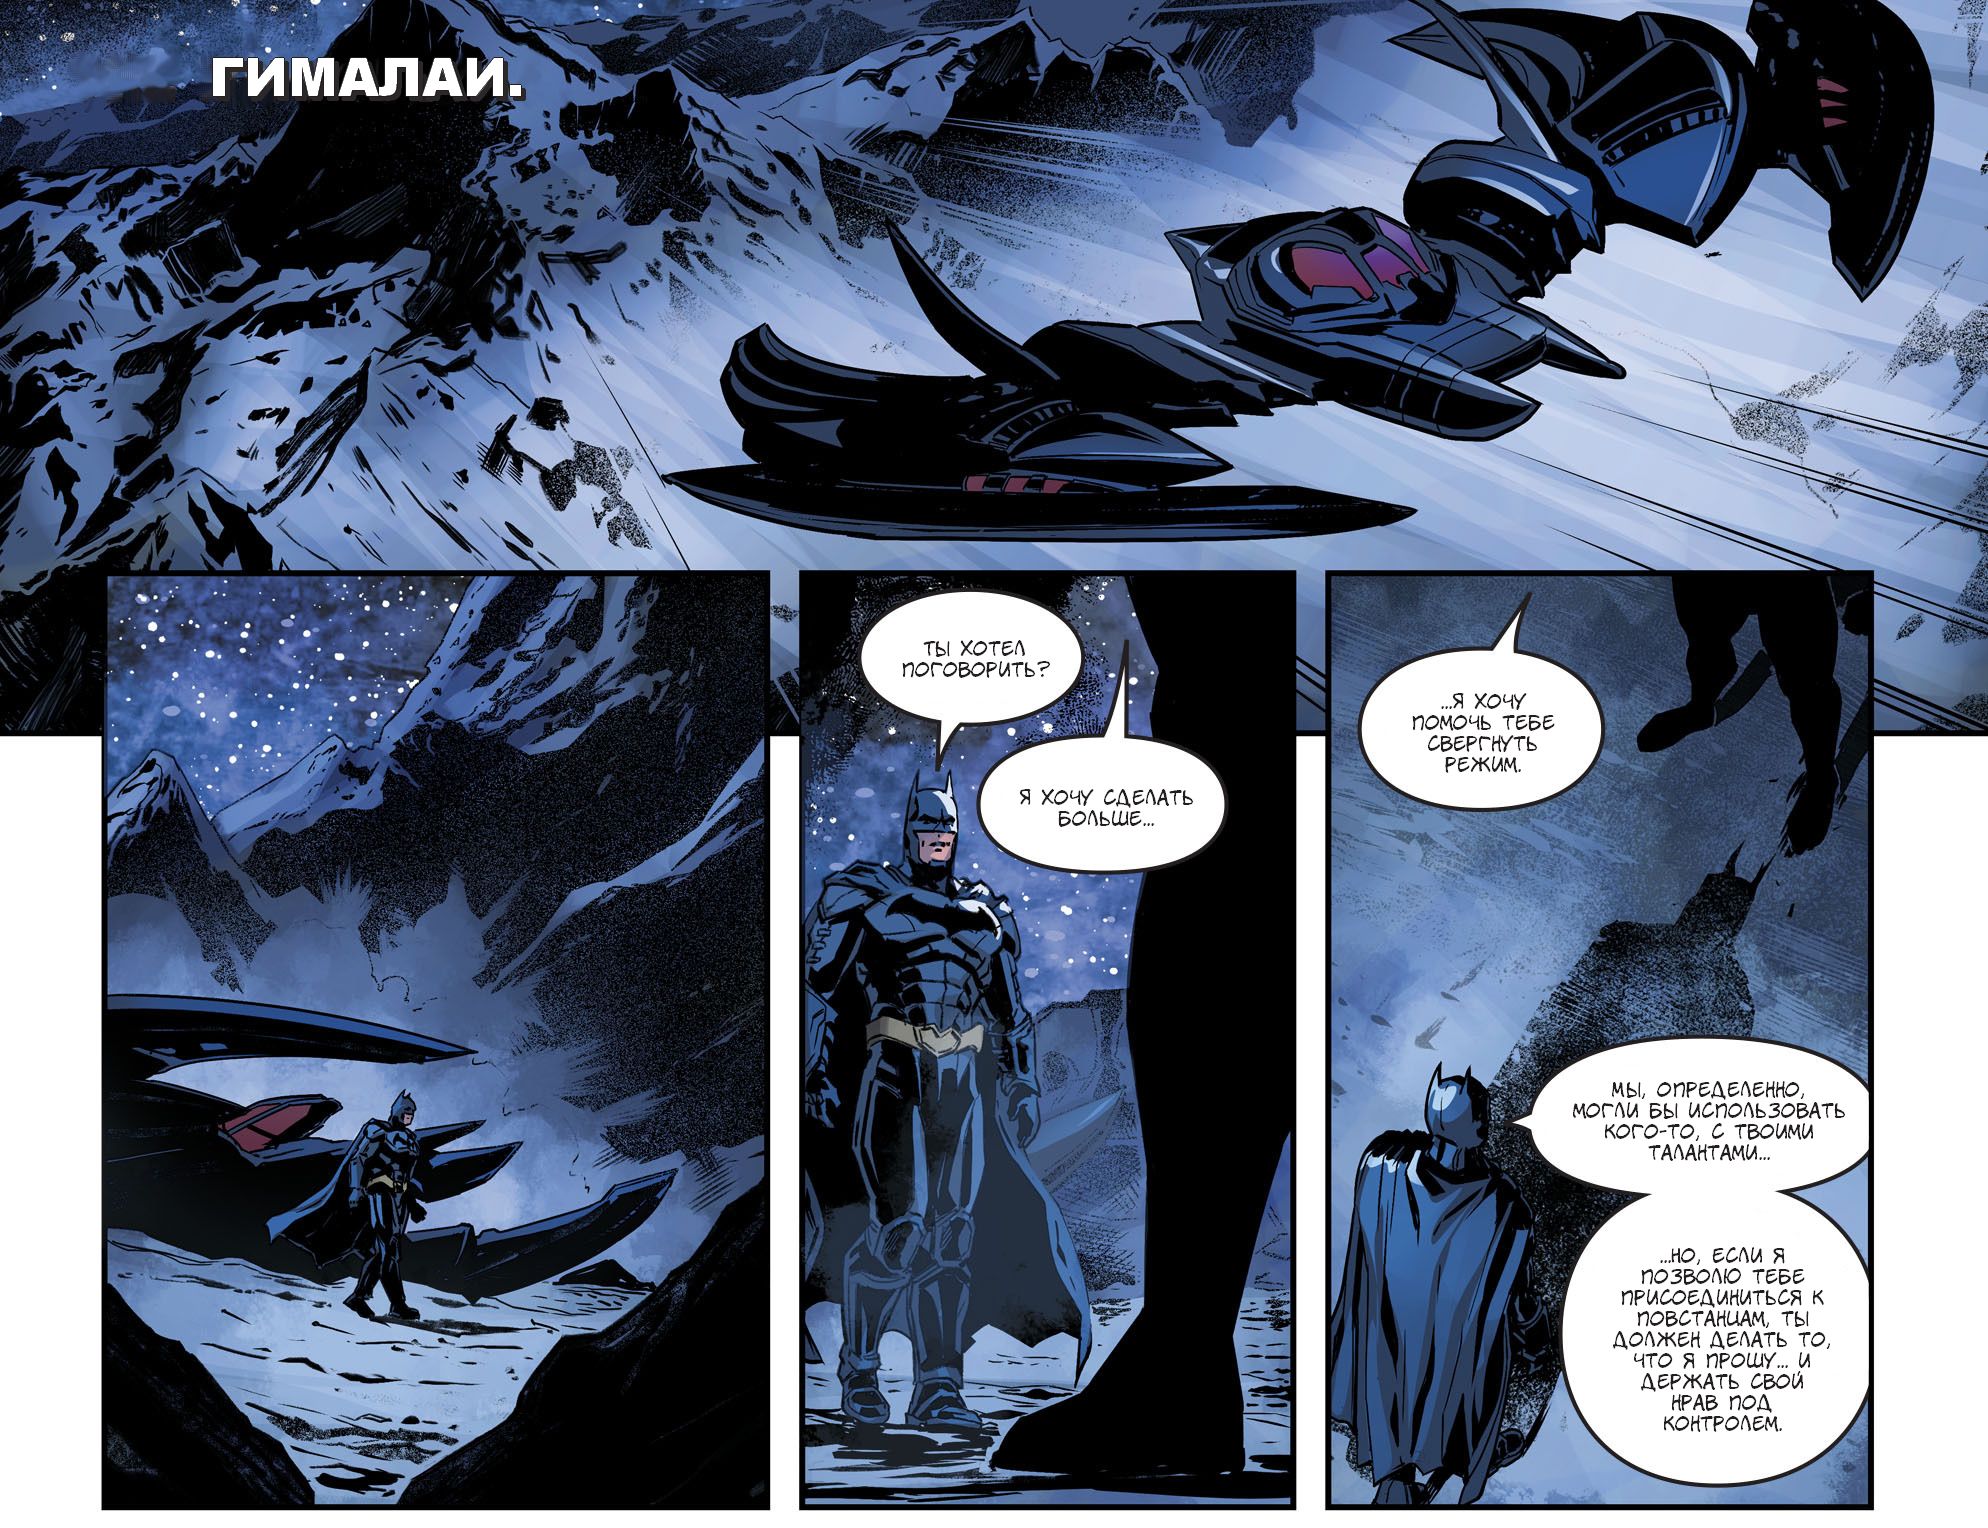 ГИМАЛАИ.
ТЫ ХОТЕЛ
ПОГОВОРИТЬ?
Я ХОЧУ СДЕЛАТЬ
БОЛЬШЕ...
...Я ХОЧУ
ПОМОЧЬ ТЕБЕ
СВЕРГНУТЬ
РЕЖИМ.
МЫ, ОПРЕДЕЛЕННО,
МОГЛИ БЫ ИСПОЛЬЗОВАТЬ
КОГО-ТО, С ТВОИМИ
ТАЛАНТАМИ...
...НО, ЕСЛИ Я
ПОЗВОЛЮ ТЕБЕ
ПРИСОЕДИНИТЬСЯ К
ПОВСТАНЦАМ, ТЫ
ДОЛЖЕН ДЕЛАТЬ ТО,
ЧТО Я ПРОШУ... И
ДЕРЖАТЬ СВОЙ
НРАВ ПОД
КОНТРОЛЕМ.